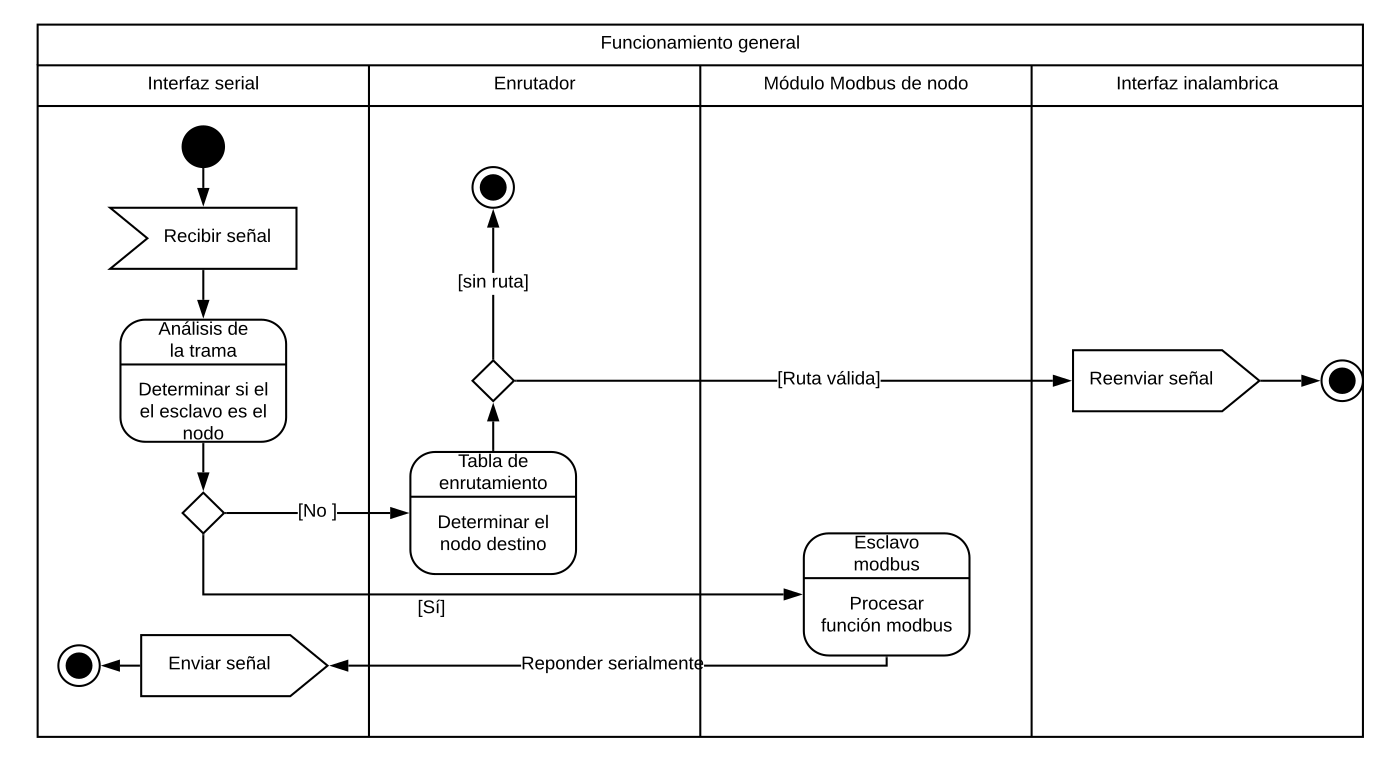 Funcionamiento general
Interfaz serial
Enrutador
Módulo Modbus de nodo
Interfaz inalambrica
Recibir señal
[sin ruta]
Análisis de
la trama
Determinar si el
el esclavo es el
nodo
[Ruta válida]
Reenviar señal
Tabla de
enrutamiento
Determinar el
nodo destino
[No ]
Esclavo
modbus
Procesar
función modbus
[Sí]
Enviar señal
Reponder serialmente